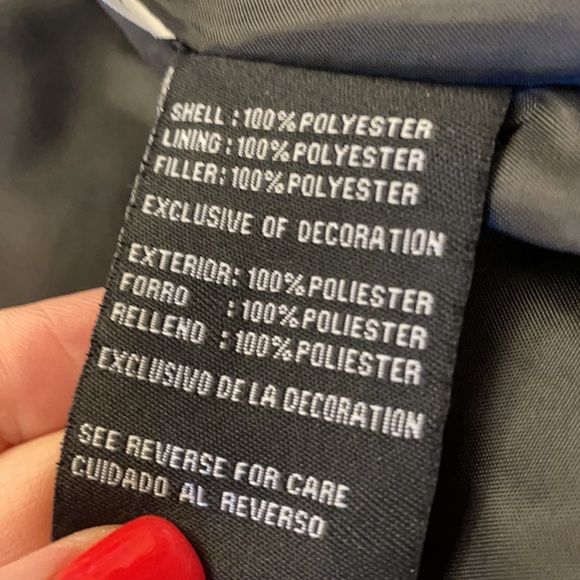 SHELL : 100% POLYESTER
LINING : 100% POLYESTER
FILLER: 100% POLYESTER
EXCLUSIVE OF DECORATION
EXTERIOR: 100% POLIESTER
FORRO : 100% POLIESTER
RELLENO : 100% POLIESTER
EXCLUSIVO DE LA DECORATION
SEE REVERSE FOR CARE
CUIDADO AL REVERSO